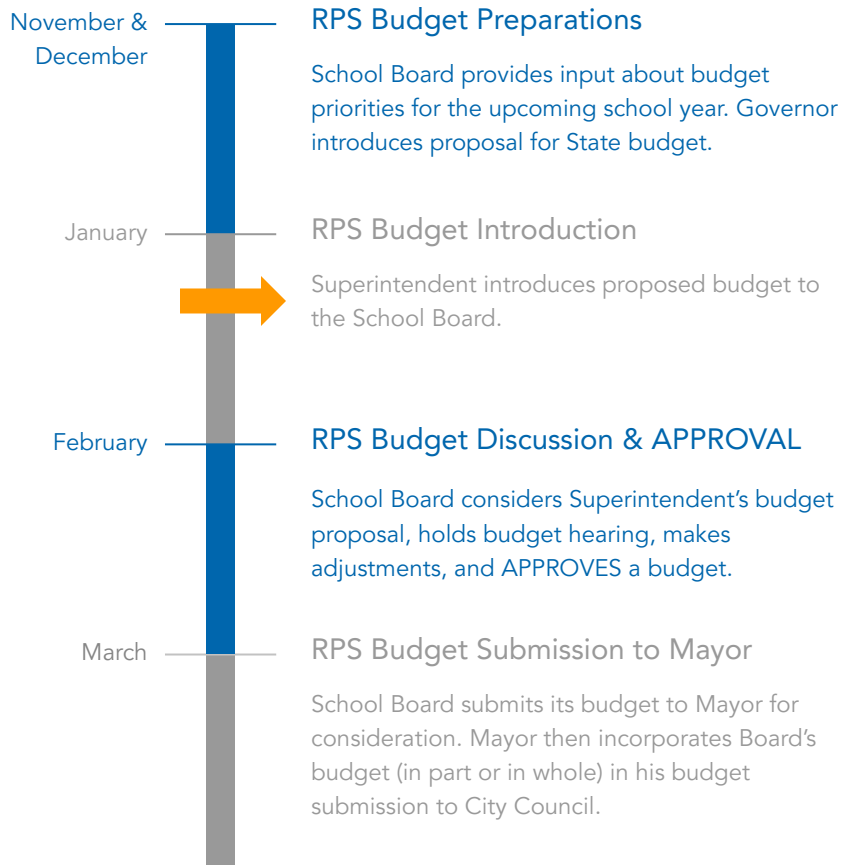 November &
December
RPS Budget Preparations
School Board provides input about budget
priorities for the upcoming school year. Governor
introduces proposal for State budget.
January
RPS Budget Introduction
Superintendent introduces proposed budget to
the School Board.
February
RPS Budget Discussion & APPROVAL
School Board considers Superintendent’s budget
proposal, holds budget hearing, makes
adjustments, and APPROVES a budget.
March
RPS Budget Submission to Mayor
School Board submits its budget to Mayor for
consideration. Mayor then incorporates Board’s
budget (in part or in whole) in his budget
submission to City Council.